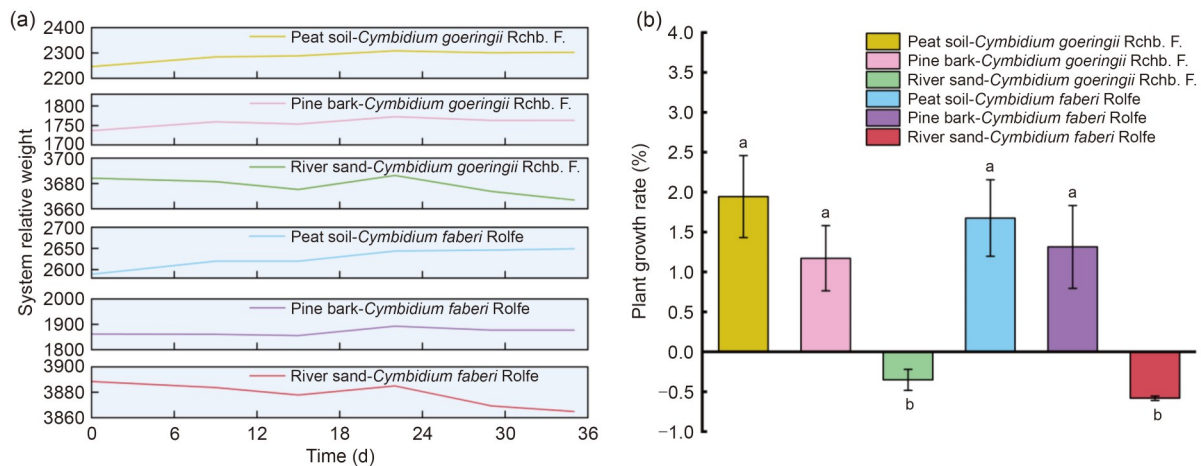 (a)
System relative weight
2400
2300
2200
Peat soil-Cymbidium goeringii Rchb. F.
1800
1750
1700
Pine bark-Cymbidium goeringii Rchb. F.
3700
3680
3660
River sand-Cymbidium goeringii Rchb. F.
2700
2650
2600
Peat soil-Cymbidium faberi Rolfe
2000
1900
1800
Pine bark-Cymbidium faberi Rolfe
3900
3880
3860
River sand-Cymbidium faberi Rolfe
0 6 12 18 24 30 36
Time (d)
(b)
Plant growth rate (%)
4.0
3.5
3.0
2.5
2.0
1.5
1.0
0.5
0.0
−0.5
−1.0
Peat soil-Cymbidium goeringii Rchb. F.
Pine bark-Cymbidium goeringii Rchb. F.
River sand-Cymbidium goeringii Rchb. F.
Peat soil-Cymbidium faberi Rolfe
Pine bark-Cymbidium faberi Rolfe
River sand-Cymbidium faberi Rolfe
a
a
b
a
a
b